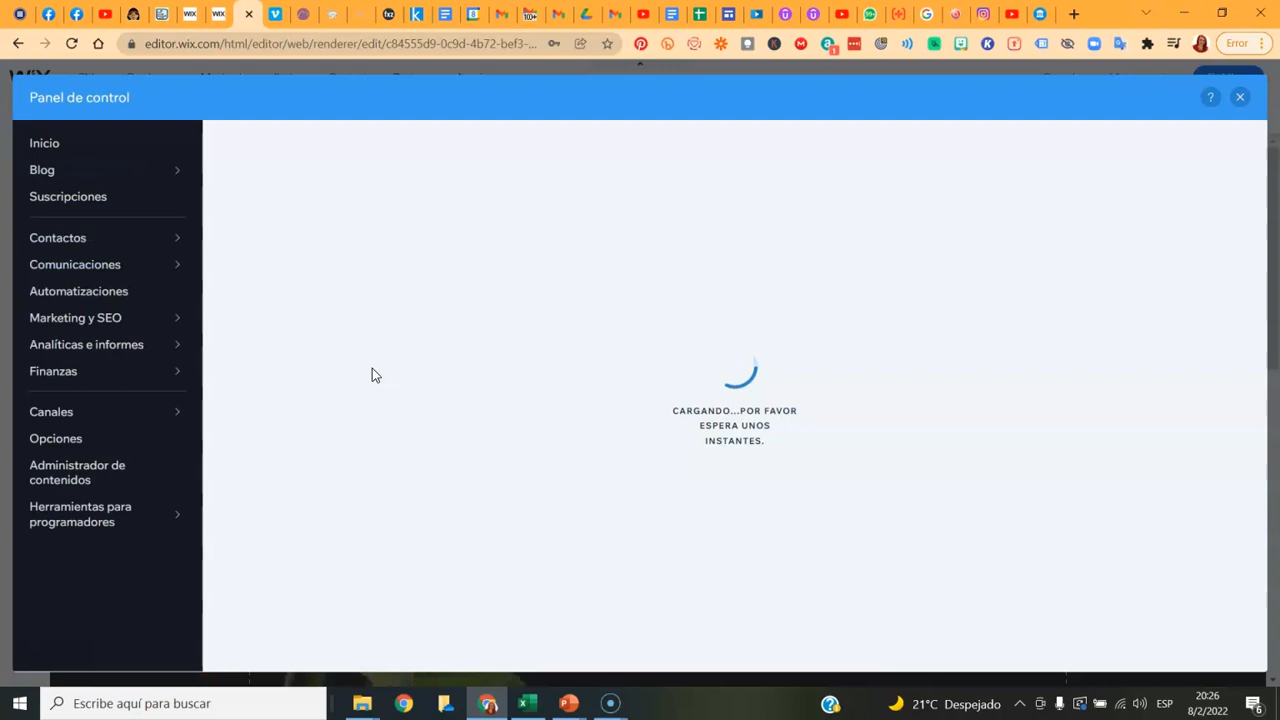 editor.wix.com/html/editor/web/renderer/edit/c84555d9-0c9d-4b72-bef3-...
Error
Panel de control
?
Inicio
Blog
Suscripciones
Contactos
Comunicaciones
Automatizaciones
Marketing y SEO
Analíticas e informes
Finanzas
Canales
Opciones
Administrador de
contenidos
Herramientas para
programadores
CARGANDO...POR FAVOR
ESPERA UNOS
INSTANTES.
Escribe aquí para buscar
21°C Despejado
ESP
20:26
8/2/2022
6